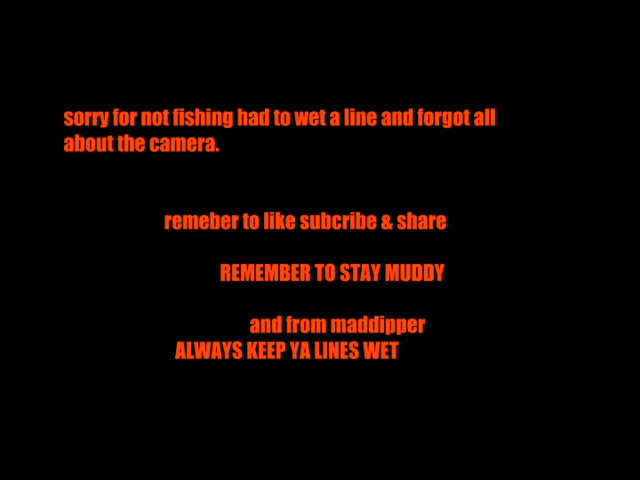 sorry for not fishing had to wet a line and forgot all
about the camera.
remeber to like subcribe & share
REMEMBER TO STAY MUDDY
and from maddipper
ALWAYS KEEP YA LINES WET